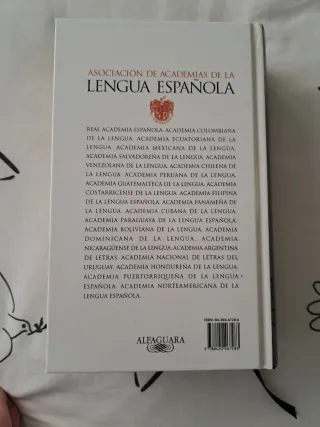 ASOCIACIÓN DE ACADEMIAS DE LA
LENGUA ESPAÑOLA
REAL ACADEMIA ESPAÑOLA. ACADEMIA COLOMBIANA
DE LA LENGUA. ACADEMIA ECUATORIANA DE LA
LENGUA. ACADEMIA MEXICANA DE LA LENGUA.
ACADEMIA SALVADOREÑA DE LA LENGUA. ACADEMIA
VENEZOLANA DE LA LENGUA. ACADEMIA CHILENA DE
LA LENGUA. ACADEMIA PERUANA DE LA LENGUA.
ACADEMIA GUATEMALTECA DE LA LENGUA. ACADEMIA
COSTARRICENSE DE LA LENGUA. ACADEMIA FILIPINA
DE LA LENGUA ESPAÑOLA. ACADEMIA PANAMEÑA DE
LA LENGUA. ACADEMIA CUBANA DE LA LENGUA.
ACADEMIA PARAGUAYA DE LA LENGUA ESPAÑOLA.
ACADEMIA BOLIVIANA DE LA LENGUA. ACADEMIA
DOMINICANA DE LA LENGUA. ACADEMIA
NICARAGÜENSE DE LA LENGUA. ACADEMIA ARGENTINA
DE LETRAS. ACADEMIA NACIONAL DE LETRAS DEL
URUGUAY. ACADEMIA HONDUREÑA DE LA LENGUA.
ACADEMIA PUERTORRIQUEÑA DE LA LENGUA
ESPAÑOLA. ACADEMIA NORTEAMERICANA DE LA
LENGUA ESPAÑOLA.
ALFAGUARA